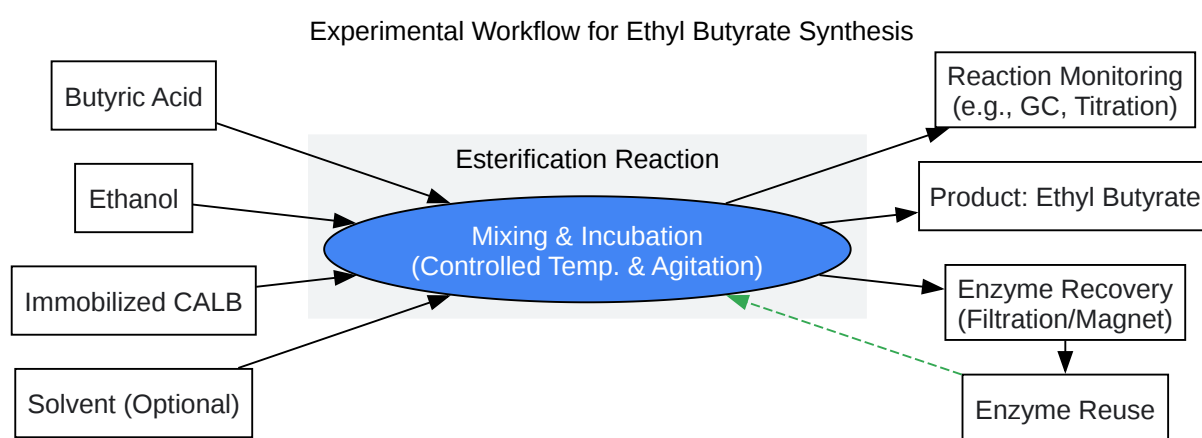 Experimental Workflow for Ethyl Butyrate Synthesis
Butyric Acid
Ethanol
Immobilized CALB
Solvent (Optional)
Esterification Reaction
Mixing & Incubation
(Controlled Temp. & Agitation)
Reaction Monitoring
(e.g., GC, Titration)
Product: Ethyl Butyrate
Enzyme Recovery
(Filtration/Magnet)
Enzyme Reuse